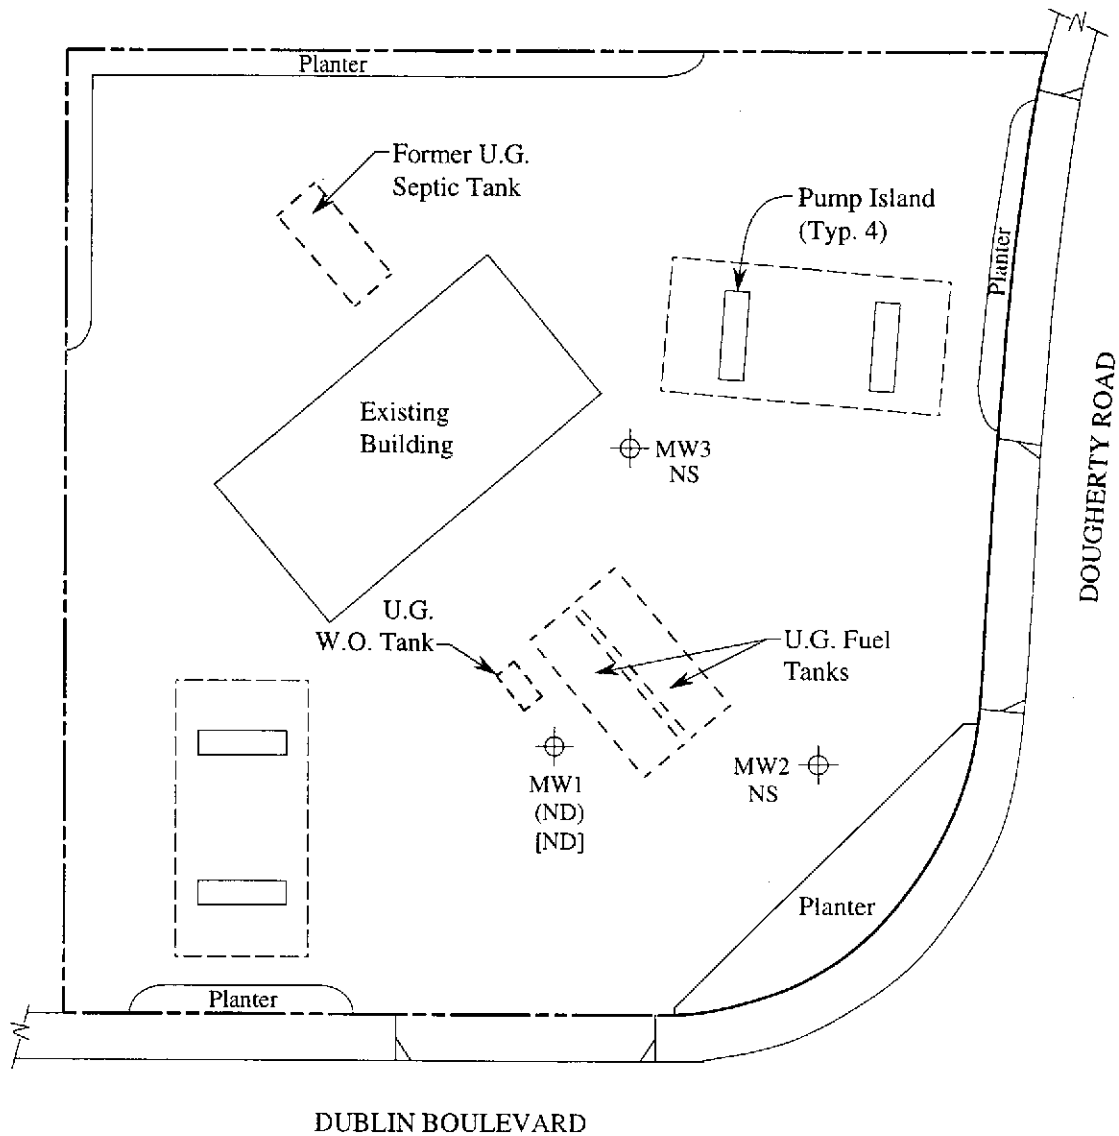 Planter
Former U.G.
Septic Tank
Pump Island
(Typ. 4)
Planter
Existing
Building
MW3
NS
DOUGHERTY ROAD
U.G.
W.O. Tank
U.G. Fuel
Tanks
MW1
(ND)
[ND]
MW2
NS
Planter
Planter
DUBLIN BOULEVARD